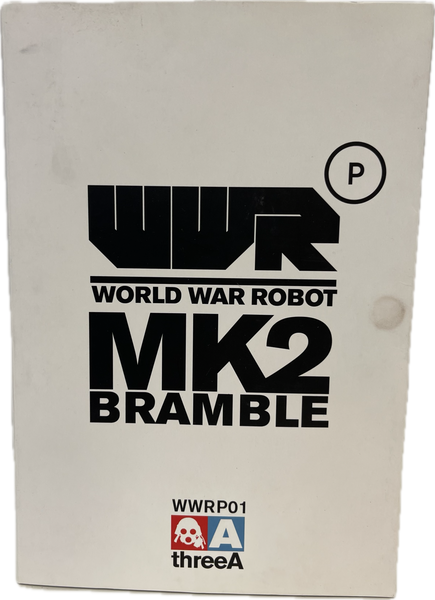 P
WWR
WORLD WAR ROBOT
MK2
BRAMBLE
WWRP01
A
threeA